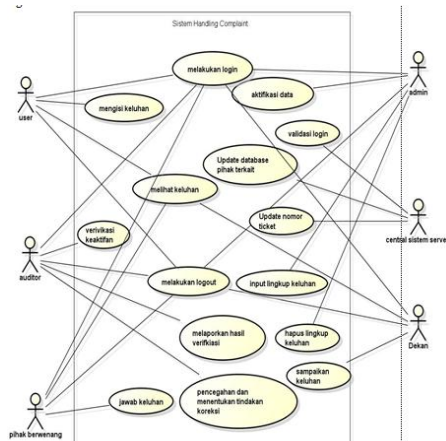 Sistem Handling Complaint
melakukan login
admin
user
mengisi keluhan
aktifikasi data
validasi login
Update database
pihak terkait
melihat keluhan
verivikasi
keaktifan
Update nomor
ticket
central sistem serve
auditor
melakukan logout
input lingkup keluhan
Dekan
melaporkan hasil
verifkiasi
hapus lingkup
keluhan
sampaikan
keluhan
pihak berwenang
jawab keluhan
pencegahan dan
menentukan tindakan
koreksi